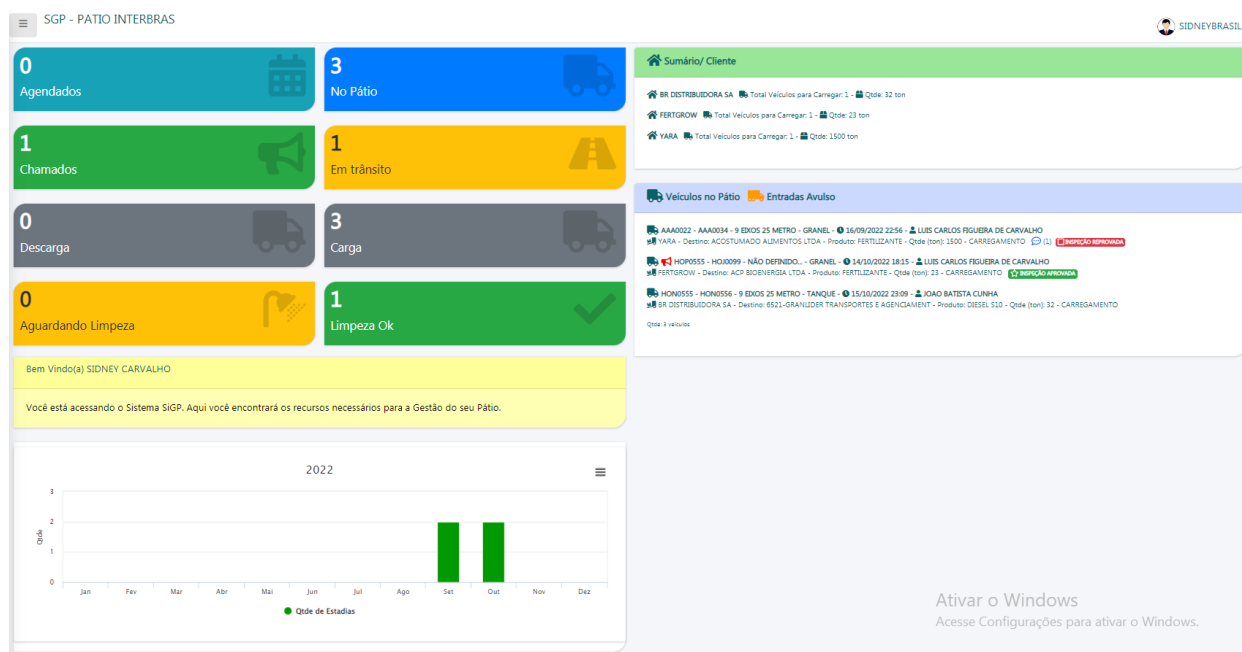 SGP - PATIO INTERBRAS
SIDNEYBRASIL
0
Agendados
3
No Pátio
1
Chamados
1
Em trânsito
0
Descarga
3
Carga
0
Aguardando Limpeza
1
Limpeza Ok
Bem Vindo(a) SIDNEY CARVALHO
Você está acessando o Sistema SiGP. Aqui você encontrará os recursos necessários para a Gestão do seu Pátio.
2022
3
2
1
0
Qtde
Jan Fev Mar Abr Mai Jun Jul Ago Set Out Nov Dez
Qtde de Estadias
Sumário/ Cliente
BR DISTRIBUIDORA SA Total Veículos para Carregar: 1 - Qtde: 32 ton
FERTGROW Total Veículos para Carregar: 1 - Qtde: 23 ton
YARA Total Veículos para Carregar: 1 - Qtde: 1500 ton
Veículos no Pátio Entradas Avulso
AAA0022 - AAA0034 - 9 EIXOS 25 METRO - GRANEL - 16/09/2022 22:56 - LUIS CARLOS FIGUEIRA DE CARVALHO
YARA - Destino: ACOSTUMADO ALIMENTOS LTDA - Produto: FERTILIZANTE - Qtde (ton): 1500 - CARREGAMENTO (1) INSPEÇÃO REPROVADA
HOP0555 - HOJ0099 - NÃO DEFINIDO... - GRANEL - 14/10/2022 18:15 - LUIS CARLOS FIGUEIRA DE CARVALHO
FERTGROW - Destino: ACP BIOENERGIA LTDA - Produto: FERTILIZANTE - Qtde (ton): 23 - CARREGAMENTO INSPEÇÃO APROVADA
HON0555 - HON0556 - 9 EIXOS 25 METRO - TANQUE - 15/10/2022 23:09 - JOAO BATISTA CUNHA
BR DISTRIBUIDORA SA - Destino: 6521-GRANLIDER TRANSPORTES E AGENCIAMENT - Produto: DIESEL S10 - Qtde (ton): 32 - CARREGAMENTO
Qtde: 3 veículos
Ativar o Windows
Acesse Configurações para ativar o Windows.